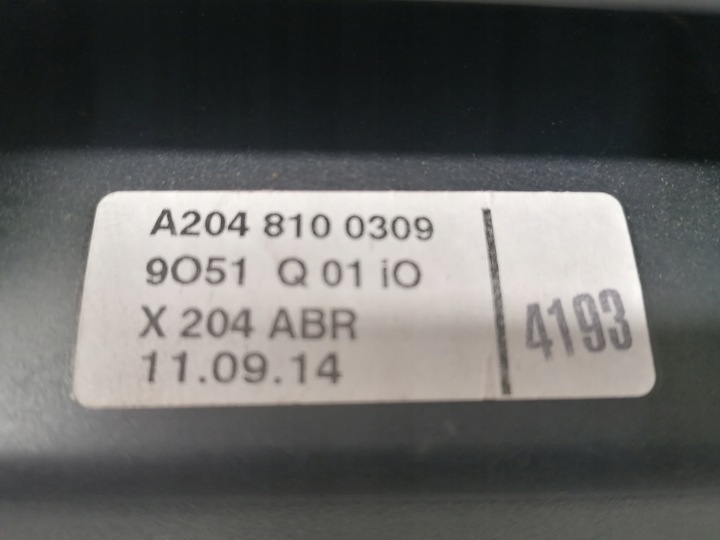 A204 810 0309
9O51 Q 01 iO
X 204 ABR
11.09.14
4193